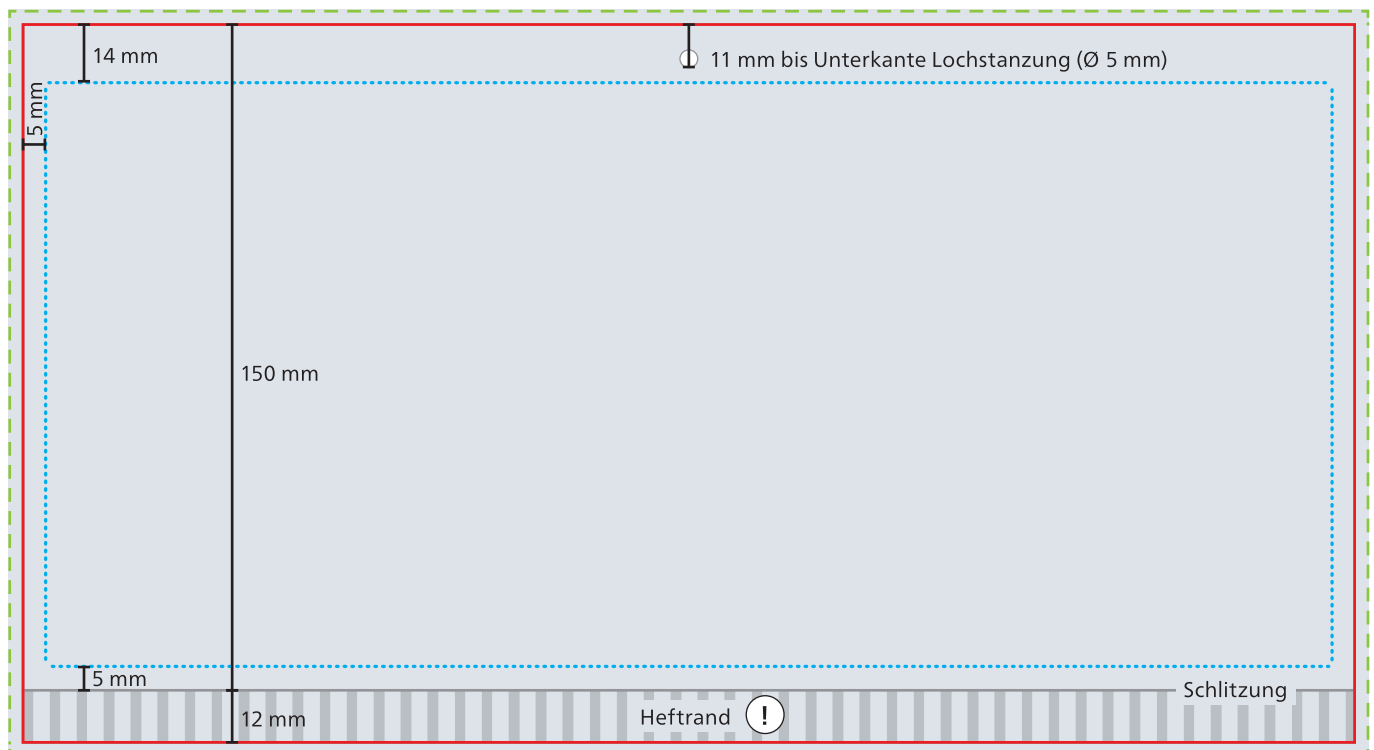 14 mm
11 mm bis Unterkante Lochstanzung (Ø 5 mm)
5 mm
150 mm
5 mm
Schlitzung
12 mm
Heftrand !